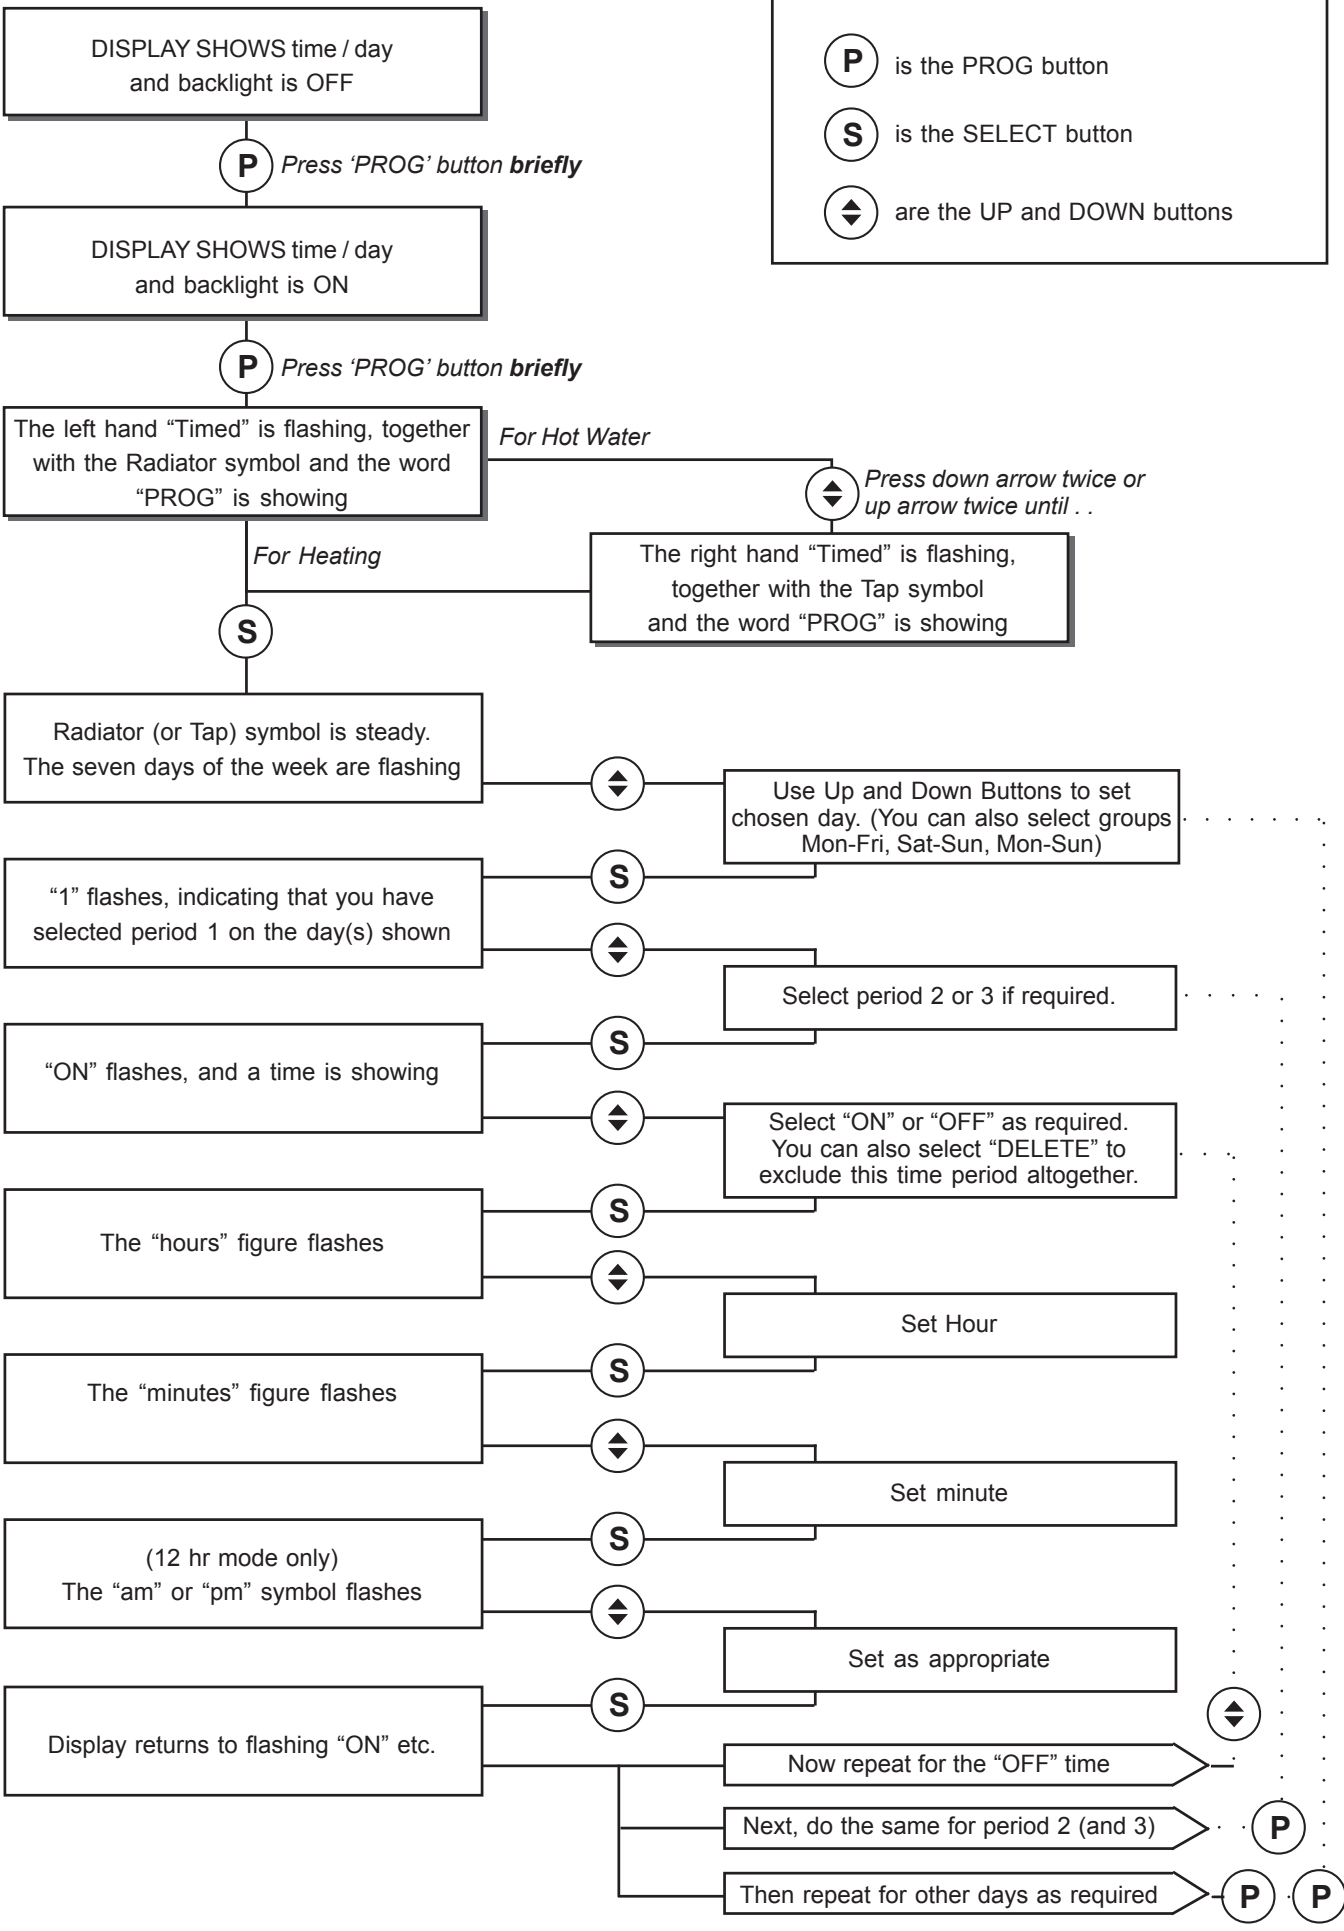 DISPLAY SHOWS time / day
and backlight is OFF
P is the PROG button
S is the SELECT button
are the UP and DOWN buttons
P Press ‘PROG’ button briefly
DISPLAY SHOWS time / day
and backlight is ON
P Press ‘PROG’ button briefly
The left hand “Timed” is flashing, together
with the Radiator symbol and the word
“PROG” is showing
For Hot Water
Press down arrow twice or
up arrow twice until . .
For Heating
The right hand “Timed” is flashing,
together with the Tap symbol
and the word “PROG” is showing
S
Radiator (or Tap) symbol is steady.
The seven days of the week are flashing
Use Up and Down Buttons to set
chosen day. (You can also select groups
Mon-Fri, Sat-Sun, Mon-Sun)
S
“1” flashes, indicating that you have
selected period 1 on the day(s) shown
Select period 2 or 3 if required.
S
“ON” flashes, and a time is showing
Select “ON” or “OFF” as required.
You can also select “DELETE” to
exclude this time period altogether.
S
The “hours” figure flashes
Set Hour
S
The “minutes” figure flashes
Set minute
S
(12 hr mode only)
The “am” or “pm” symbol flashes
Set as appropriate
S
Display returns to flashing “ON” etc.
Now repeat for the “OFF” time
Next, do the same for period 2 (and 3)
P
Then repeat for other days as required
P P